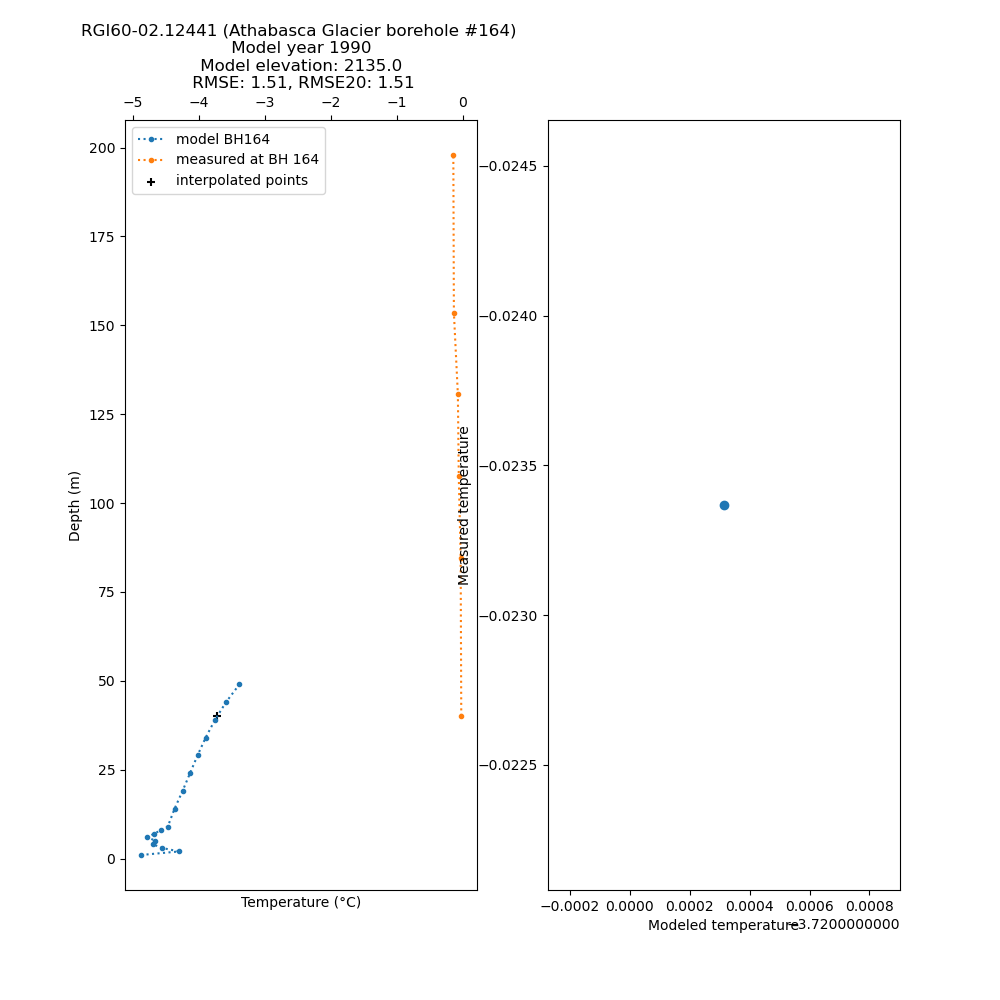 RGI60-02.12441 (Athabasca Glacier borehole #164)
Model year 1990
Model elevation: 2135.0
RMSE: 1.51, RMSE20: 1.51
−5 −4 −3 −2 −1 0
model BH164
measured at BH 164
interpolated points
200
175
150
125
100
75
50
25
0
Depth (m)
Temperature (°C)
Measured temperature
−0.0245
−0.0240
−0.0235
−0.0230
−0.0225
−0.0002 0.0000 0.0002 0.0004 0.0006 0.0008
Modeled temperature
−3.7200000000